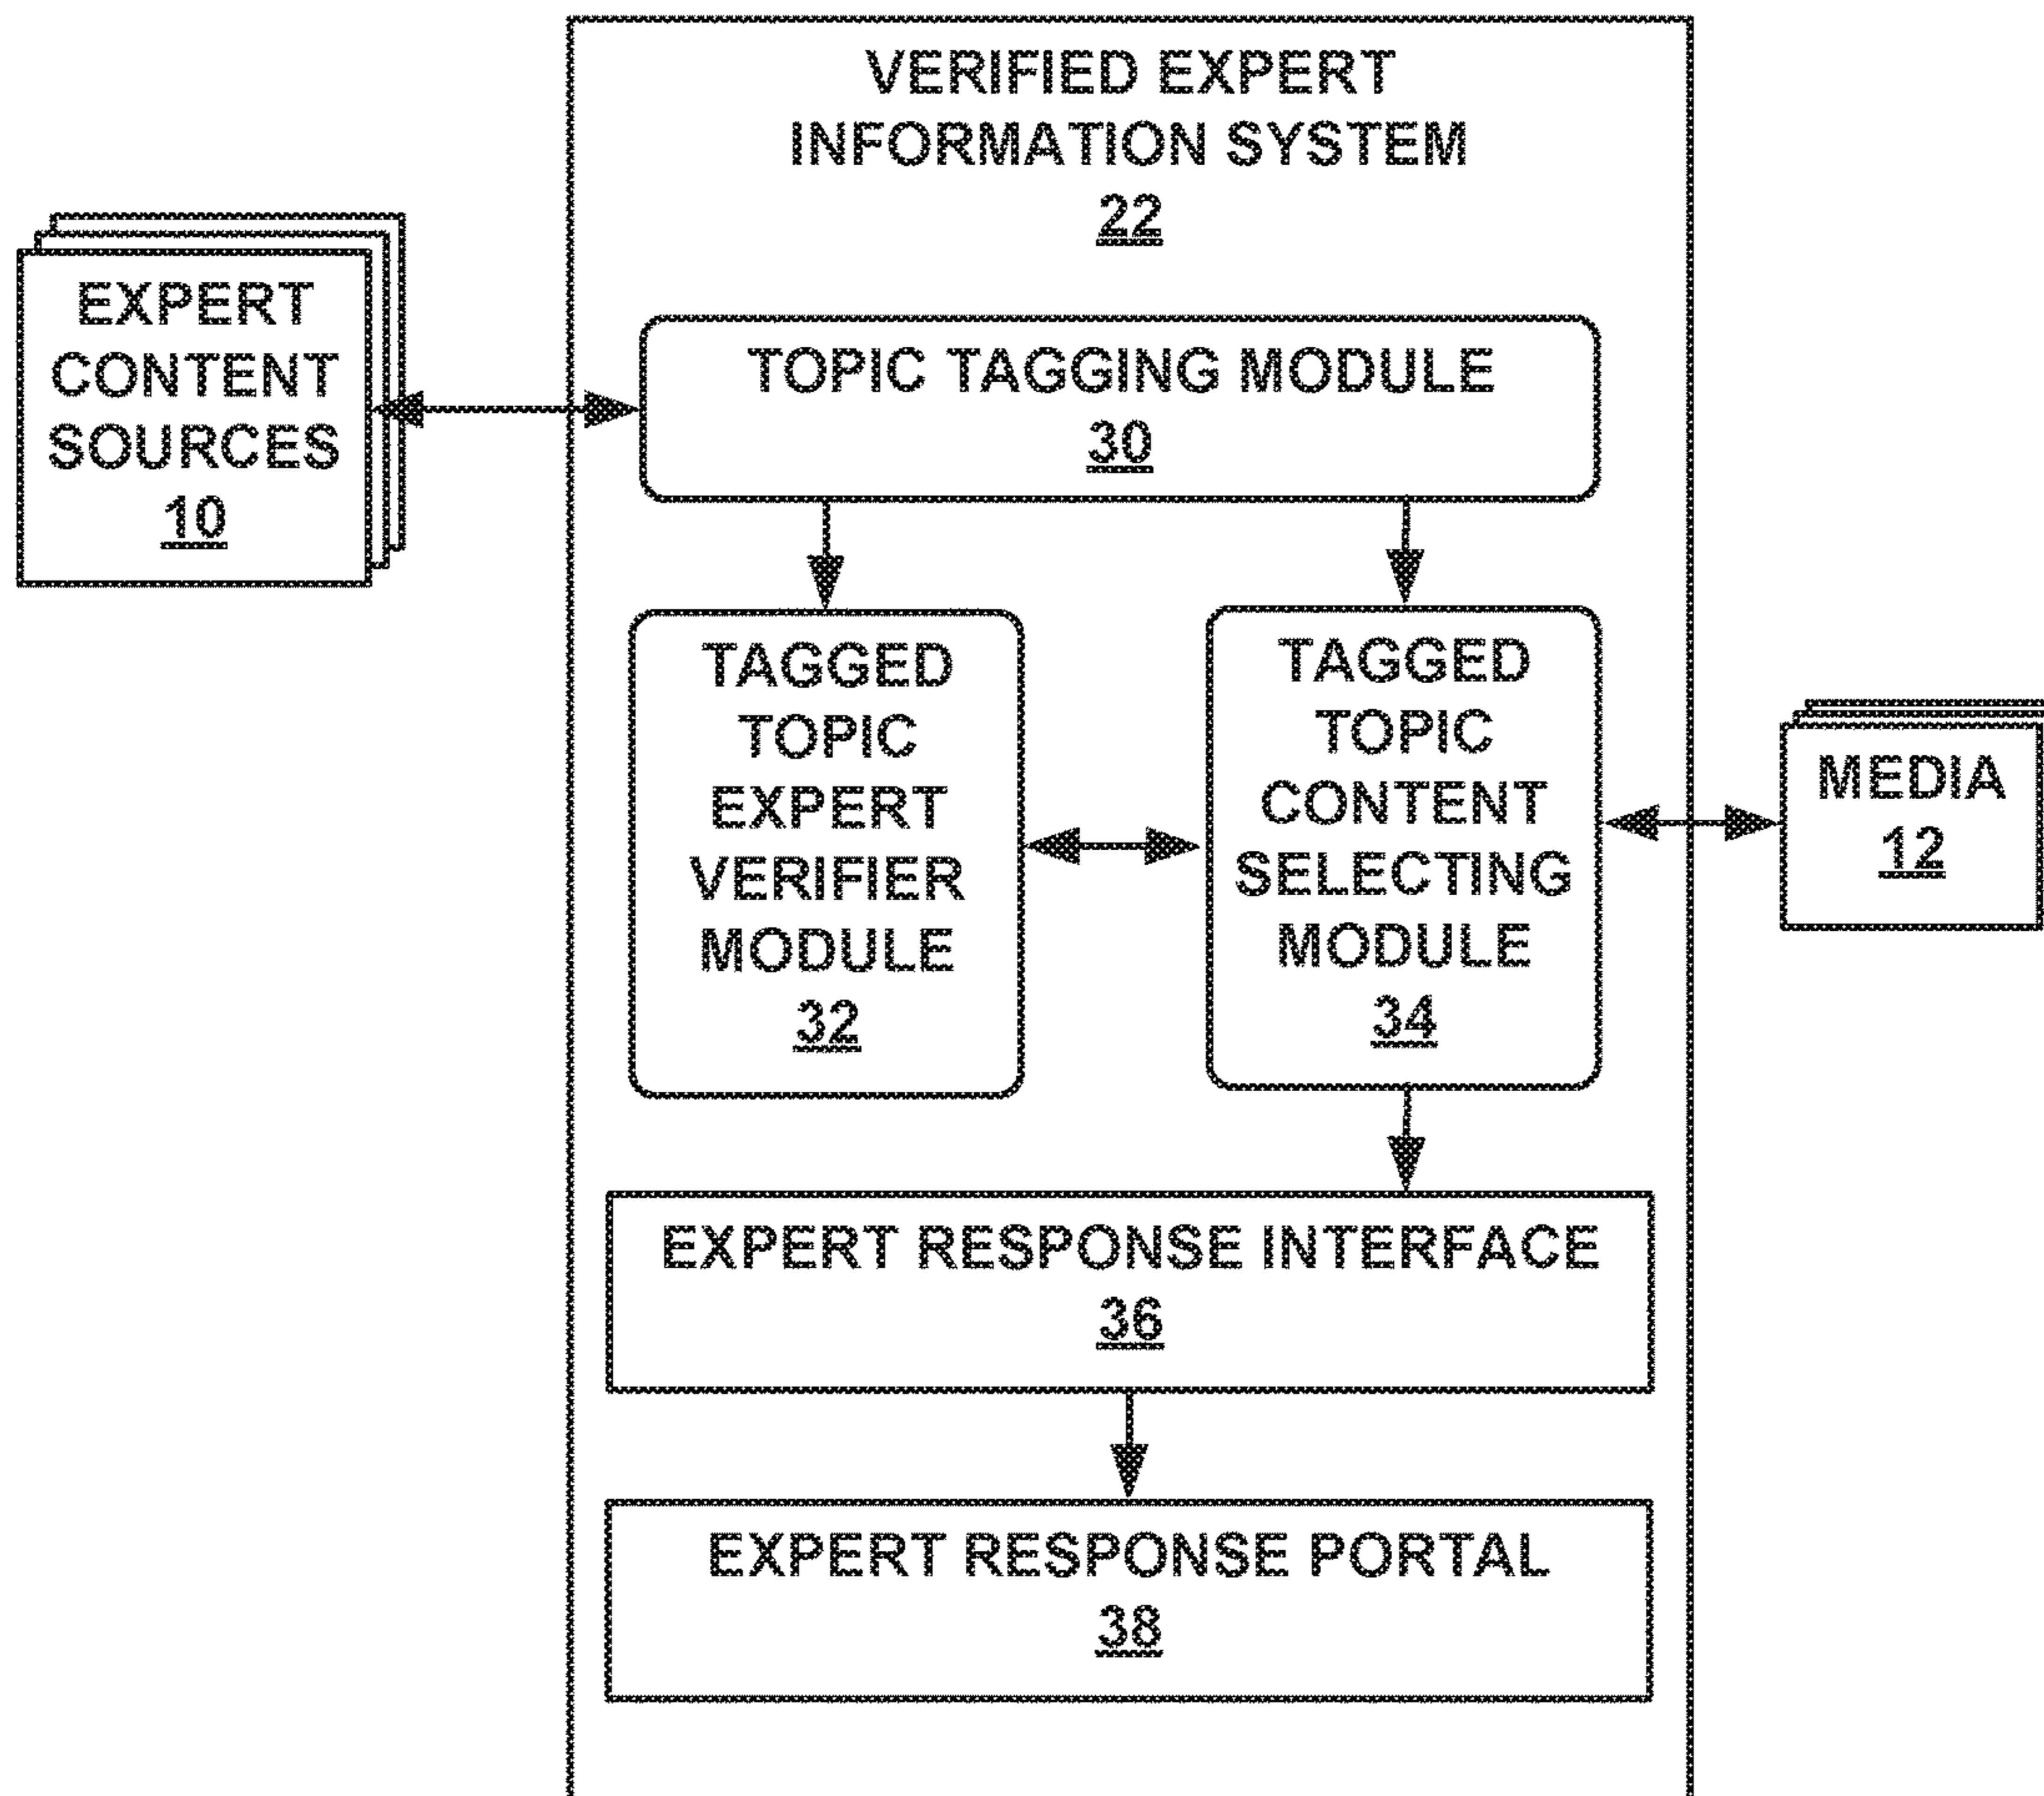 VERIFIED EXPERT
INFORMATION SYSTEM
22
EXPERT
CONTENT
SOURCES
10
TOPIC TAGGING MODULE
30
TAGGED
TOPIC
EXPERT
VERIFIER
MODULE
32
TAGGED
TOPIC
CONTENT
SELECTING
MODULE
34
MEDIA
12
EXPERT RESPONSE INTERFACE
36
EXPERT RESPONSE PORTAL
38